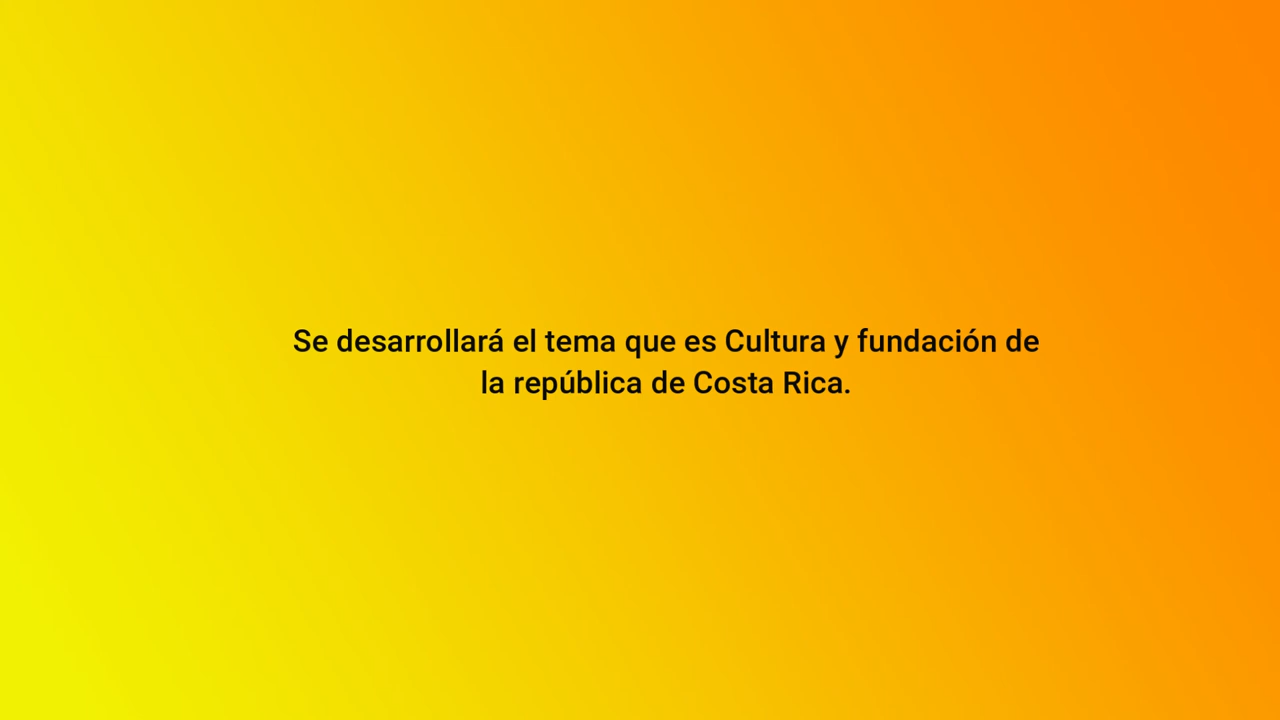 Se desarrollará el tema que es Cultura y fundación de
la república de Costa Rica.